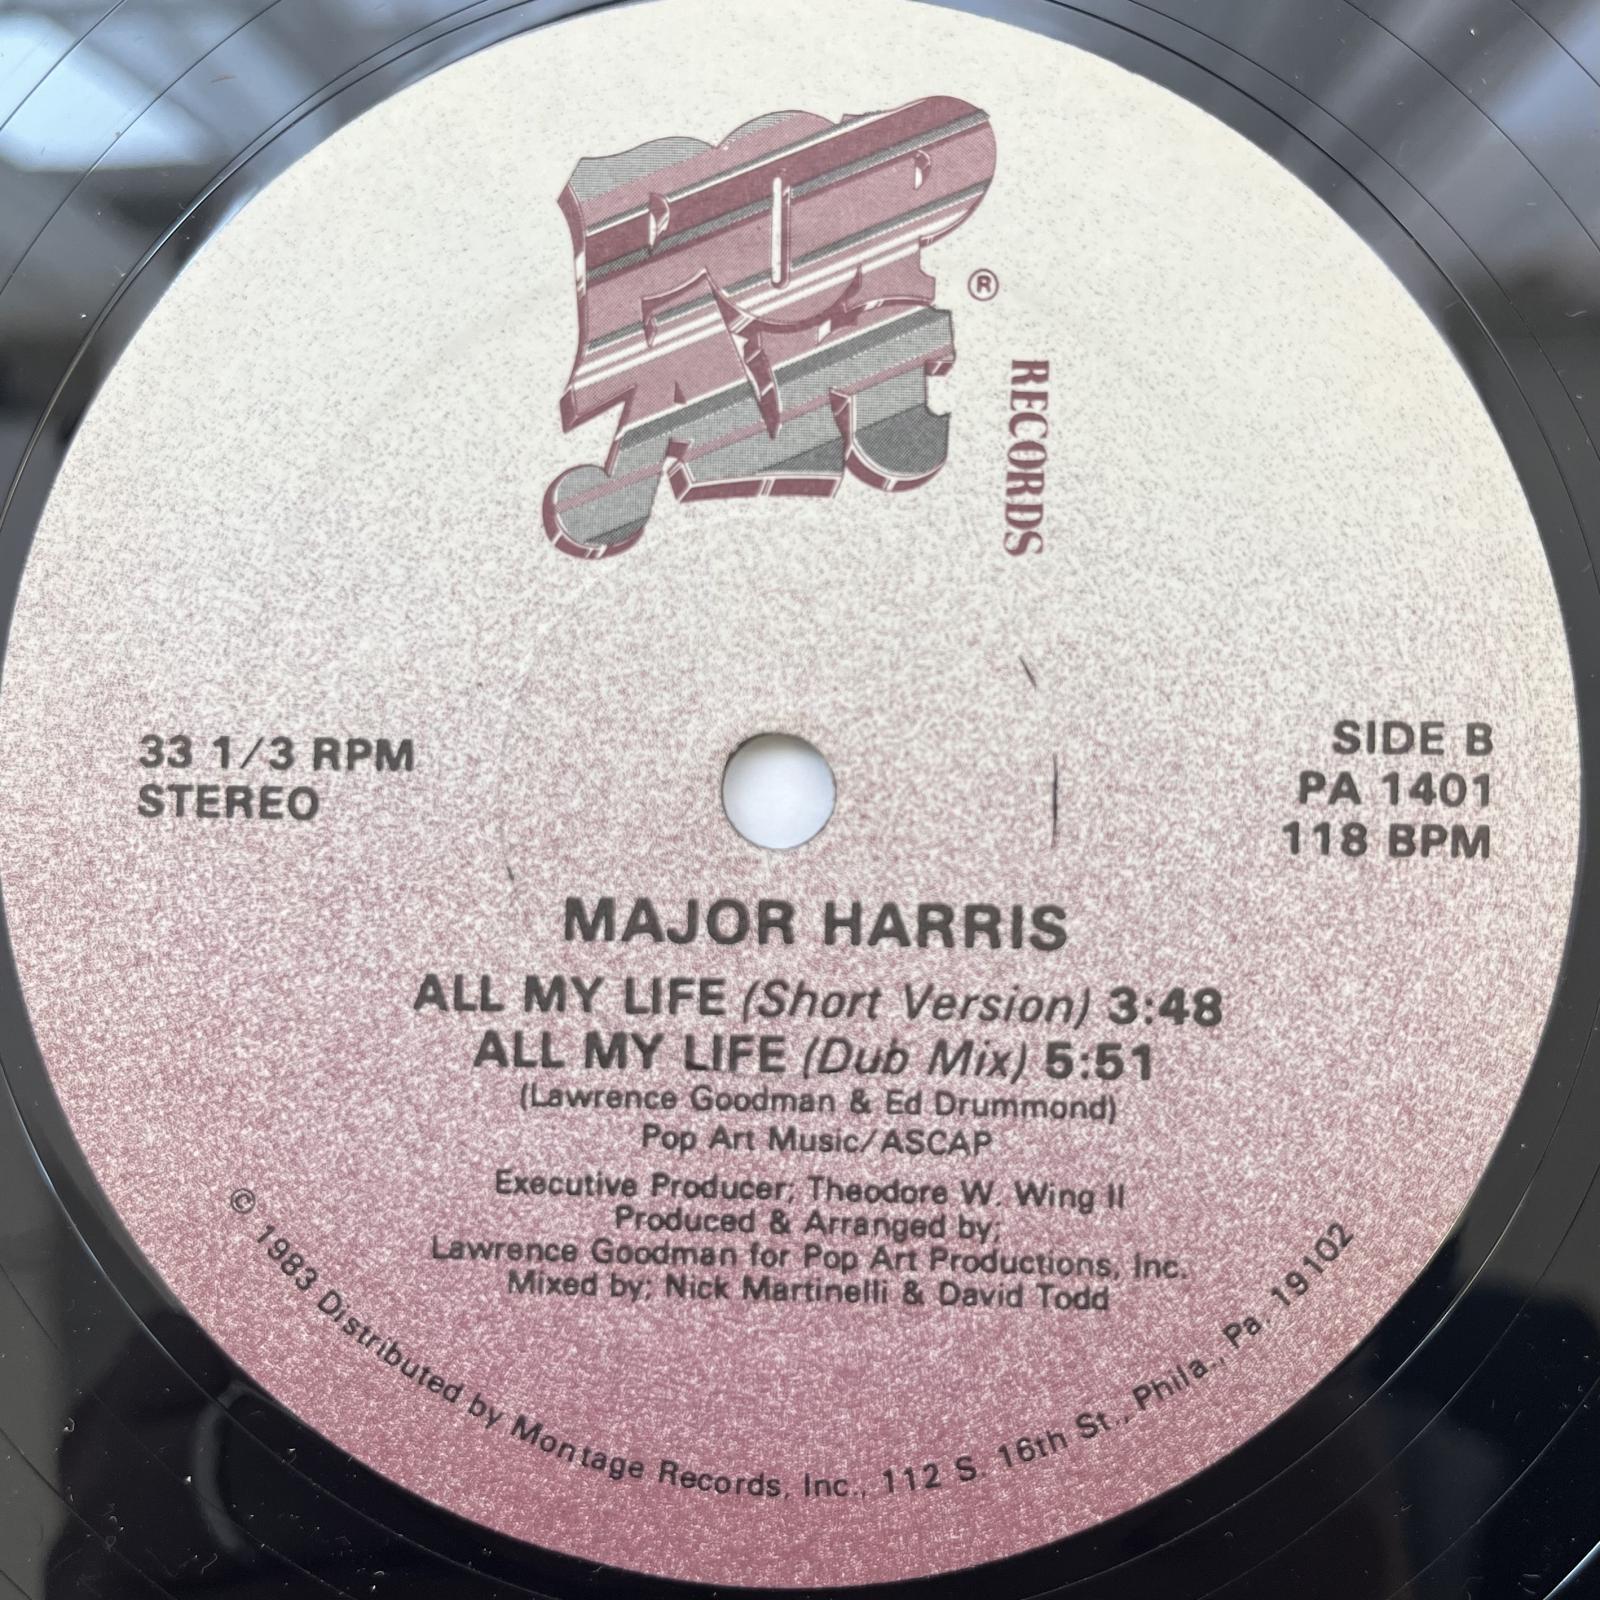 POP
ART
®
RECORDS
33 1/3 RPM
STEREO
SIDE B
PA 1401
118 BPM
MAJOR HARRIS
ALL MY LIFE (Short Version) 3:48
ALL MY LIFE (Dub Mix) 5:51
(Lawrence Goodman & Ed Drummond)
Pop Art Music/ASCAP
Executive Producer; Theodore W. Wing II
Produced & Arranged by;
Lawrence Goodman for Pop Art Productions, Inc.
Mixed by; Nick Martinelli & David Todd
© 1983 Distributed by Montage Records, Inc., 112 S. 16th St., Phila., Pa. 19102